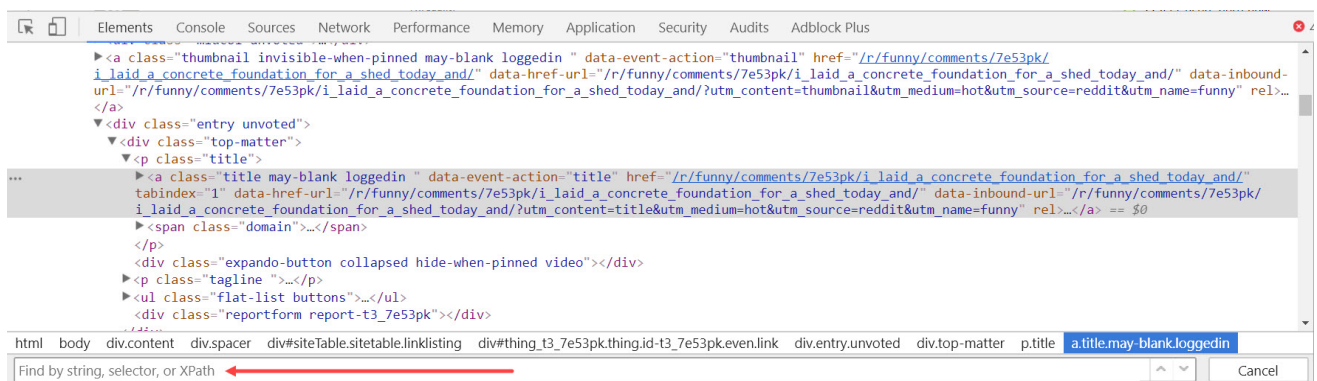 Elements Console Sources Network Performance Memory Application Security Audits Adblock Plus
<a class="thumbnail invisible-when-pinned may-blank loggedin " data-event-action="thumbnail" href="/r/funny/comments/7e53pk/
i_laid_a_concrete_foundation_for_a_shed_today_and/" data-href-url="/r/funny/comments/7e53pk/i_laid_a_concrete_foundation_for_a_shed_today_and/" data-inbound-
url="/r/funny/comments/7e53pk/i_laid_a_concrete_foundation_for_a_shed_today_and/?utm_content=thumbnail&utm_medium=hot&utm_source=reddit&utm_name=funny" rel>…
</a>
<div class="entry unvoted">
<div class="top-matter">
<p class="title">
<a class="title may-blank loggedin " data-event-action="title" href="/r/funny/comments/7e53pk/i_laid_a_concrete_foundation_for_a_shed_today_and/"
tabindex="1" data-href-url="/r/funny/comments/7e53pk/i_laid_a_concrete_foundation_for_a_shed_today_and/" data-inbound-url="/r/funny/comments/7e53pk/
i_laid_a_concrete_foundation_for_a_shed_today_and/?utm_content=title&utm_medium=hot&utm_source=reddit&utm_name=funny" rel>…</a> == $0
<span class="domain">…</span>
</p>
<div class="expando-button collapsed hide-when-pinned video"></div>
<p class="tagline ">…</p>
<ul class="flat-list buttons">…</ul>
<div class="reportform report-t3_7e53pk"></div>
html body div.content div.spacer div#siteTable.sitetable.linklisting div#thing_t3_7e53pk.thing.id-t3_7e53pk.even.link div.entry.unvoted div.top-matter p.title a.title.may-blank.loggedin
Find by string, selector, or XPath Cancel